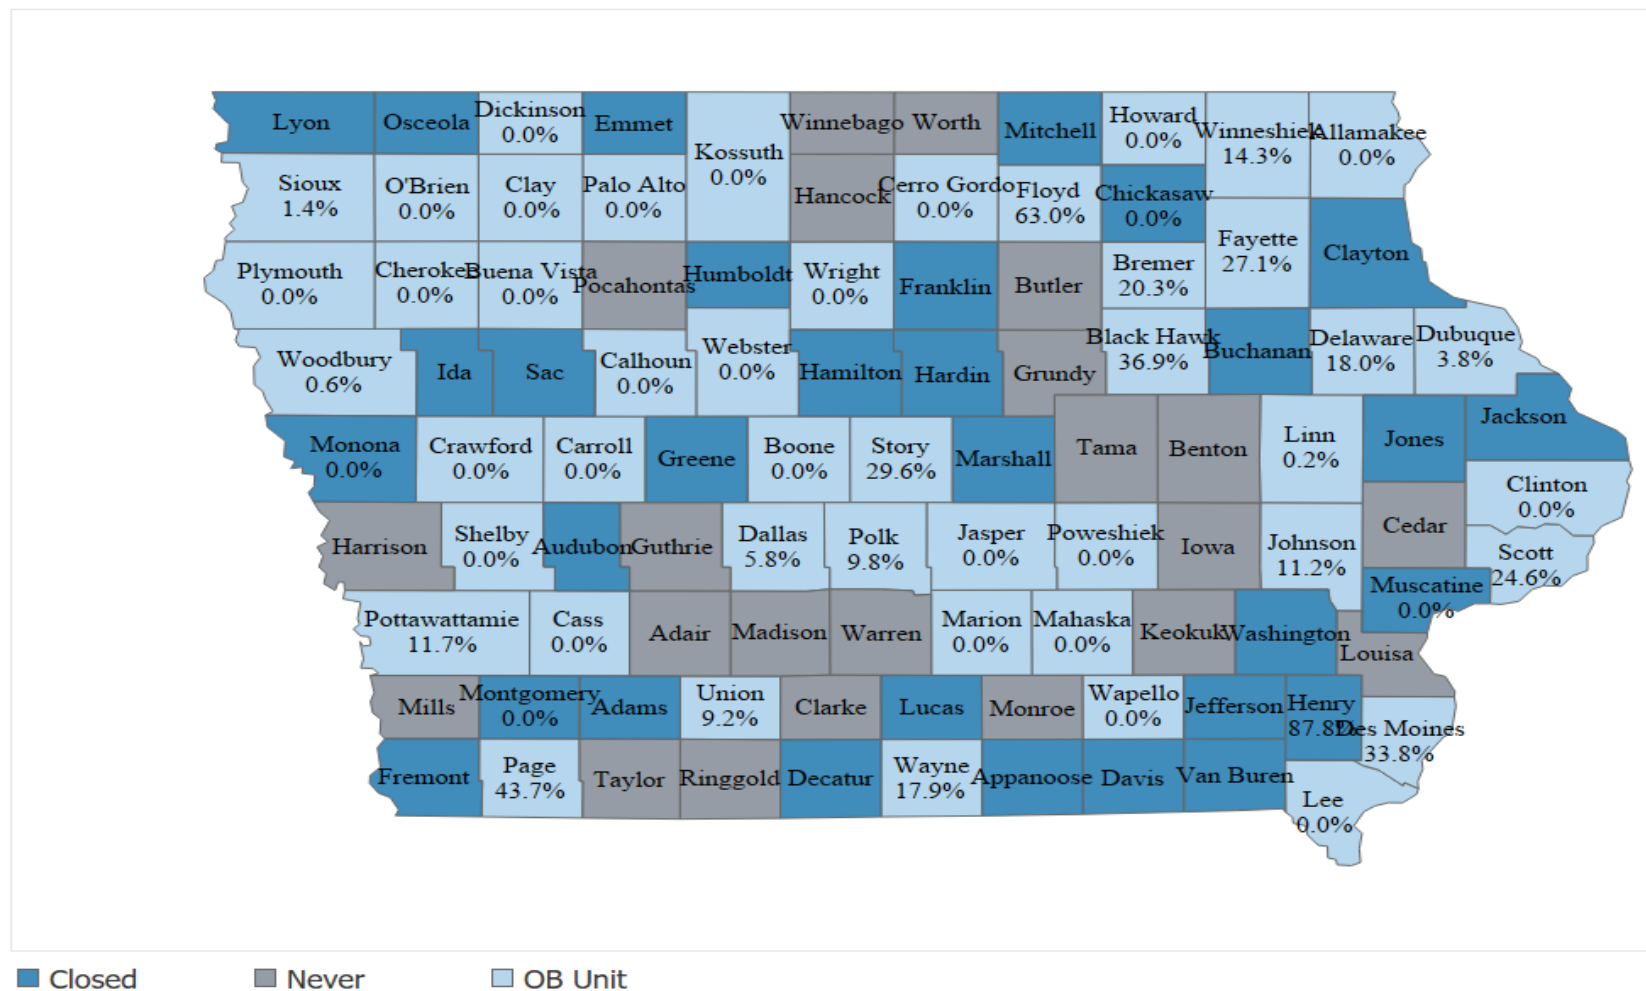 Lyon
Osceola
Dickinson
0.0%
Emmet
Kossuth
0.0%
Winnebago
Worth
Mitchell
Howard
0.0%
Winneshiek
14.3%
Allamakee
0.0%
Sioux
1.4%
O'Brien
0.0%
Clay
0.0%
Palo Alto
0.0%
Hancock
Cerro Gordo
0.0%
Floyd
63.0%
Chickasaw
0.0%
Fayette
27.1%
Clayton
Plymouth
0.0%
Cherokee
0.0%
Buena Vista
0.0%
Pocahontas
Humboldt
Wright
0.0%
Franklin
Butler
Bremer
20.3%
Woodbury
0.6%
Ida
Sac
Calhoun
0.0%
Webster
0.0%
Hamilton
Hardin
Grundy
Black Hawk
36.9%
Buchanan
Delaware
18.0%
Dubuque
3.8%
Monona
0.0%
Crawford
0.0%
Carroll
0.0%
Greene
Boone
0.0%
Story
29.6%
Marshall
Tama
Benton
Linn
0.2%
Jones
Jackson
Clinton
0.0%
Harrison
Shelby
0.0%
Audubon
Guthrie
Dallas
5.8%
Polk
9.8%
Jasper
0.0%
Poweshiek
0.0%
Iowa
Johnson
11.2%
Cedar
Scott
24.6%
Muscatine
0.0%
Pottawattamie
11.7%
Cass
0.0%
Adair
Madison
Warren
Marion
0.0%
Mahaska
0.0%
Keokuk
Washington
Louisa
Mills
Montgomery
0.0%
Adams
Union
9.2%
Clarke
Lucas
Monroe
Wapello
0.0%
Jefferson
Henry
87.8%
Des Moines
33.8%
Fremont
Page
43.7%
Taylor
Ringgold
Decatur
Wayne
17.9%
Appanoose
Davis
Van Buren
Lee
0.0%
Closed
Never
OB Unit